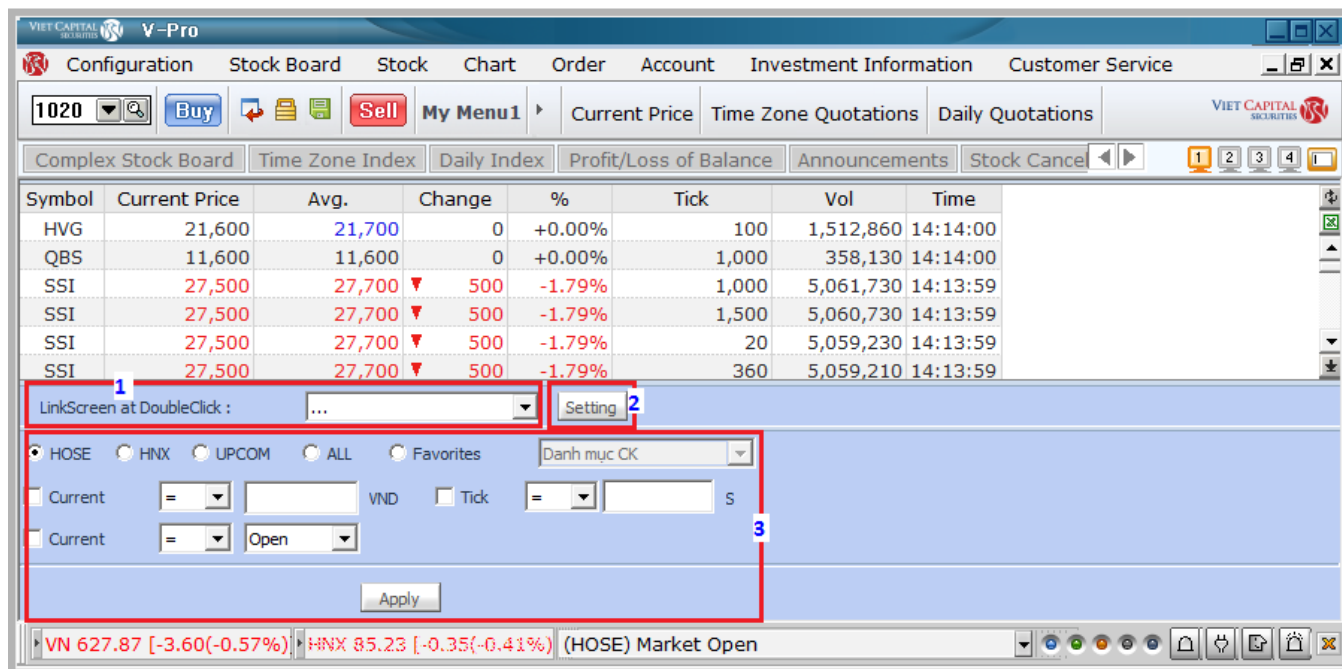 VIET CAPITAL SECURITIES V-Pro
Configuration Stock Board Stock Chart Order Account Investment Information Customer Service
1020 Buy Sell My Menu1 Current Price Time Zone Quotations Daily Quotations VIET CAPITAL SECURITIES
Complex Stock Board Time Zone Index Daily Index Profit/Loss of Balance Announcements Stock Cancel 1 2 3 4
Symbol Current Price Avg. Change % Tick Vol Time
HVG 21,600 21,700 0 +0.00% 100 1,512,860 14:14:00
QBS 11,600 11,600 0 +0.00% 1,000 358,130 14:14:00
SSI 27,500 27,700 ▼ 500 -1.79% 1,000 5,061,730 14:13:59
SSI 27,500 27,700 ▼ 500 -1.79% 1,500 5,060,730 14:13:59
SSI 27,500 27,700 ▼ 500 -1.79% 20 5,059,230 14:13:59
SSI 27,500 27,700 ▼ 500 -1.79% 360 5,059,210 14:13:59
1
LinkScreen at DoubleClick : ... Setting 2
HOSE HNX UPCOM ALL Favorites Danh mục CK
Current = VND Tick = S
3
Current = Open
Apply
VN 627.87 [-3.60(-0.57%) HNX 85.23 [-0.35(-0.41%) (HOSE) Market Open